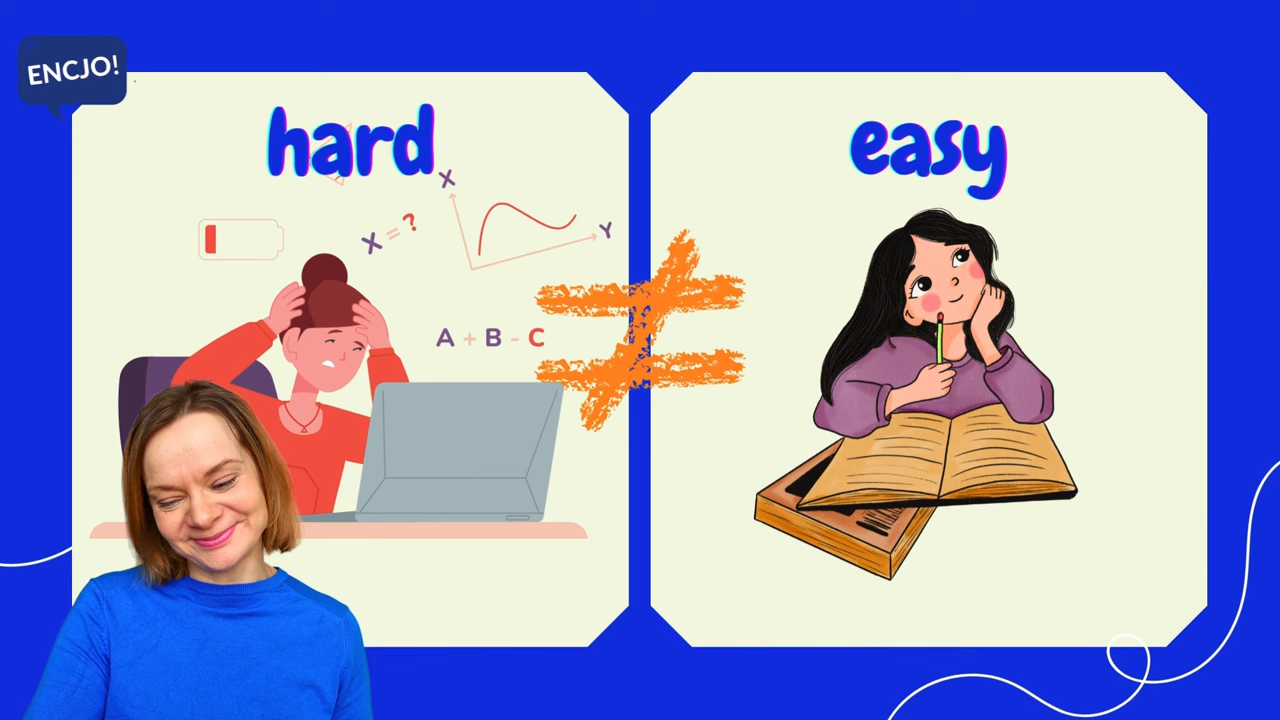 ENCJO!
hard
easy
X
X = ?
Y
A + B - C
≠